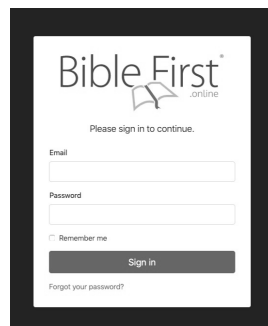 Bible First®
.online
Please sign in to continue.
Email
Password
Remember me
Sign in
Forgot your password?